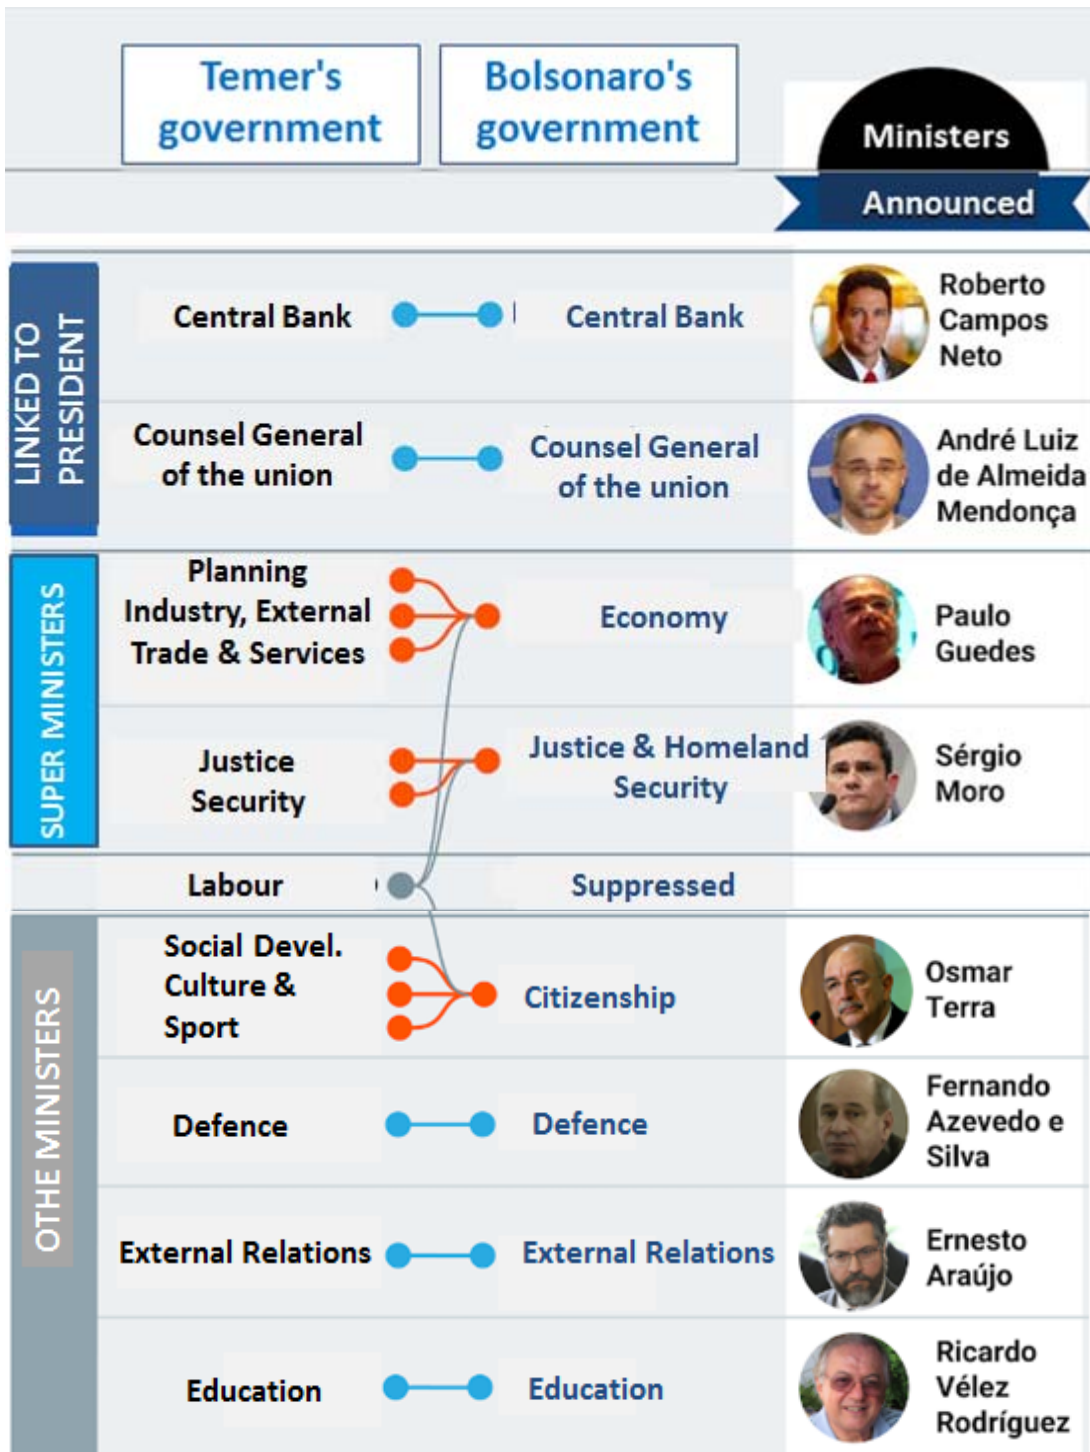 Temer's
government
Bolsonaro's
government
Ministers
Announced
LINKED TO
PRESIDENT
Central Bank
Central Bank
Roberto
Campos
Neto
Counsel General
of the union
Counsel General
of the union
André Luiz
de Almeida
Mendonça
SUPER MINISTERS
Planning
Industry, External
Trade & Services
Economy
Paulo
Guedes
Justice
Security
Justice & Homeland
Security
Sérgio
Moro
Labour
Suppressed
OTHE MINISTERS
Social Devel.
Culture &
Sport
Citizenship
Osmar
Terra
Defence
Defence
Fernando
Azevedo e
Silva
External Relations
External Relations
Ernesto
Araújo
Education
Education
Ricardo
Vélez
Rodríguez